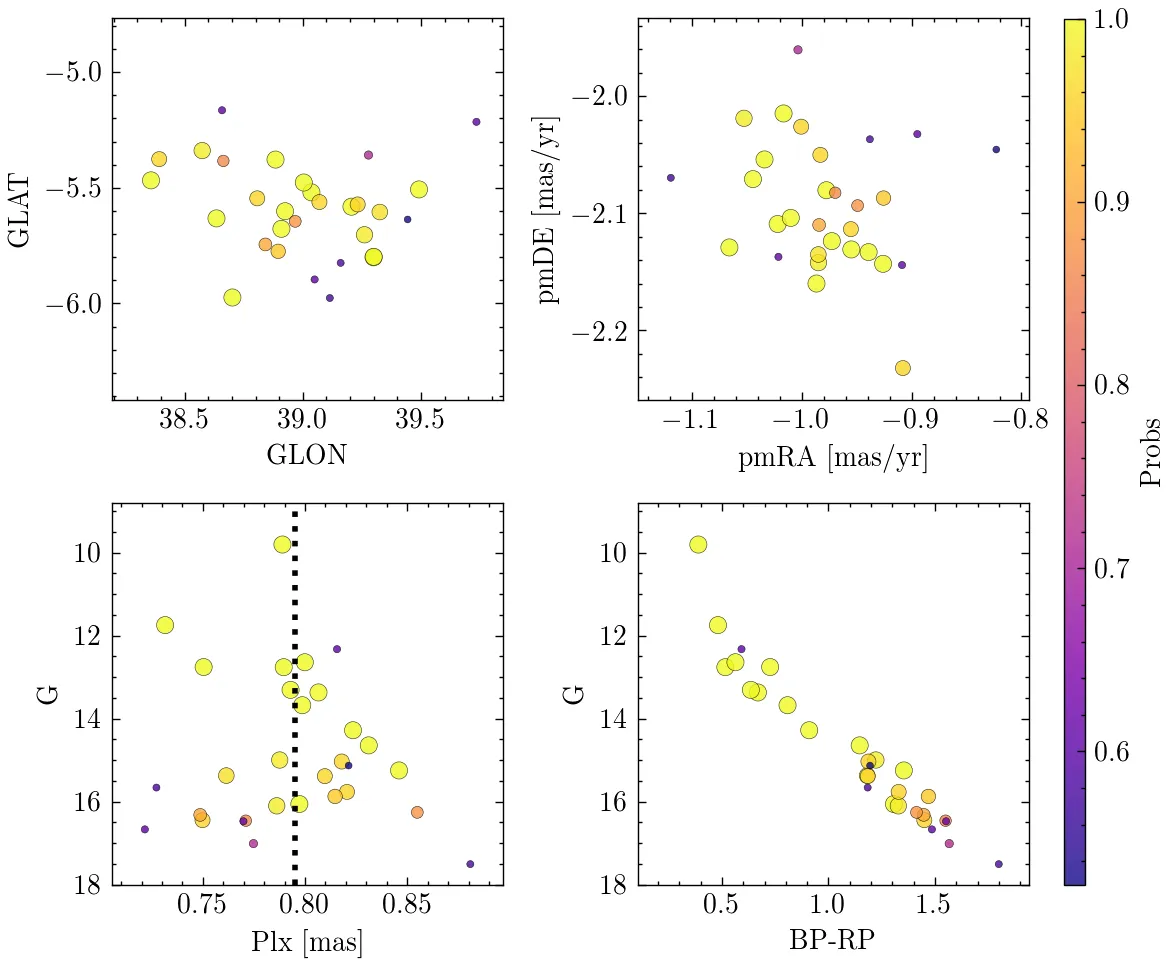 −5.0
−5.5
−6.0
GLAT
38.5 39.0 39.5
GLON
−2.0
−2.1
−2.2
pmDE [mas/yr]
−1.1 −1.0 −0.9 −0.8
pmRA [mas/yr]
10
12
14
16
18
G
0.75 0.80 0.85
Plx [mas]
10
12
14
16
18
G
0.5 1.0 1.5
BP-RP
1.0
0.9
0.8
0.7
0.6
Probs